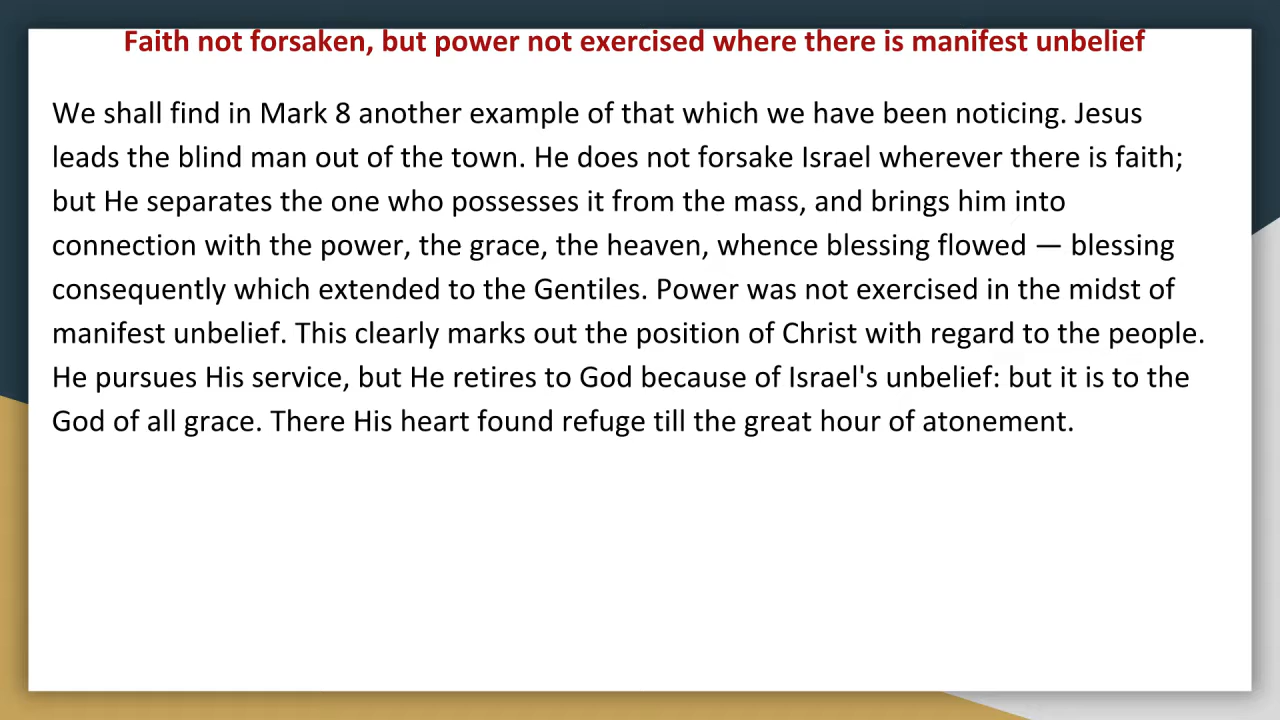 Faith not forsaken, but power not exercised where there is manifest unbelief
We shall find in Mark 8 another example of that which we have been noticing. Jesus
leads the blind man out of the town. He does not forsake Israel wherever there is faith;
but He separates the one who possesses it from the mass, and brings him into
connection with the power, the grace, the heaven, whence blessing flowed — blessing
consequently which extended to the Gentiles. Power was not exercised in the midst of
manifest unbelief. This clearly marks out the position of Christ with regard to the people.
He pursues His service, but He retires to God because of Israel's unbelief: but it is to the
God of all grace. There His heart found refuge till the great hour of atonement.